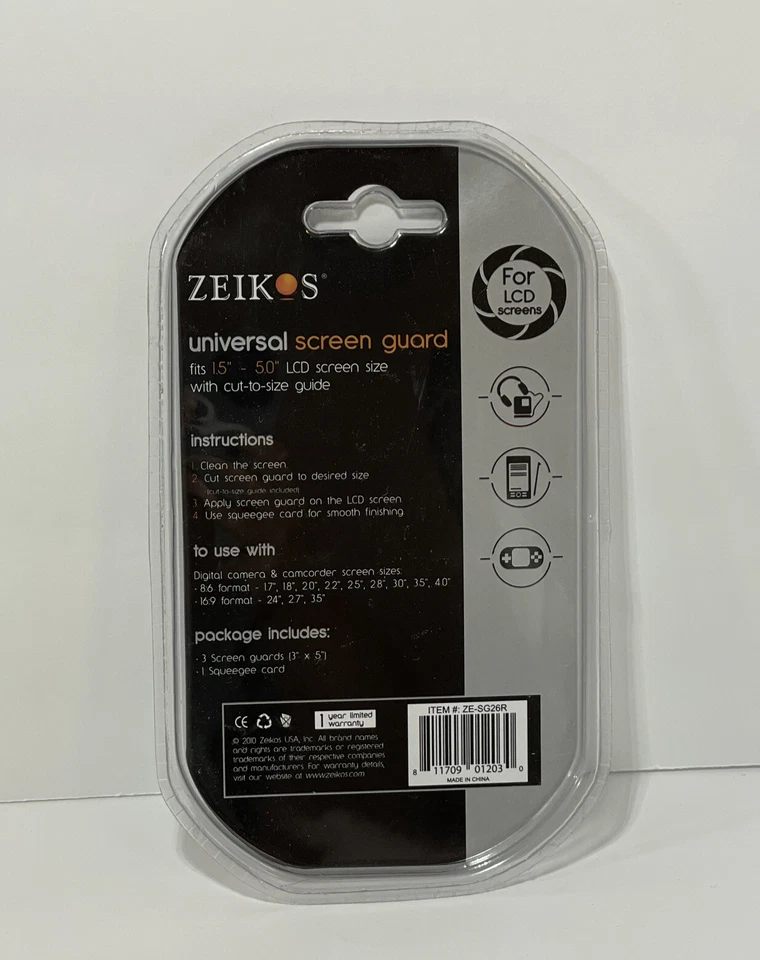 ZEIKOS®
universal screen guard
fits 1.5" - 5.0" LCD screen size
with cut-to-size guide
For
LCD
screens
instructions
1. Clean the screen
2. Cut screen guard to desired size
(cut-to-size guide included)
3. Apply screen guard on the LCD screen
4. Use squeegee card for smooth finishing
to use with
Digital camera & camcorder screen sizes:
- 8:6 format - 1.7", 1.8", 2.0", 2.2", 2.5", 2.8", 3.0", 3.5", 4.0"
- 16:9 format - 2.4", 2.7", 3.5"
package includes:
- 3 Screen guards (3" x 5")
- 1 Squeegee card
CE
1 year limited
warranty
© 2010 Zeikos USA, Inc. All brand names
and rights are trademarks or registered
trademarks of their respective companies
and manufacturers. For warranty details,
visit our website at www.zeikos.com
ITEM #: ZE-SG26R
8 11709 01203 0
MADE IN CHINA